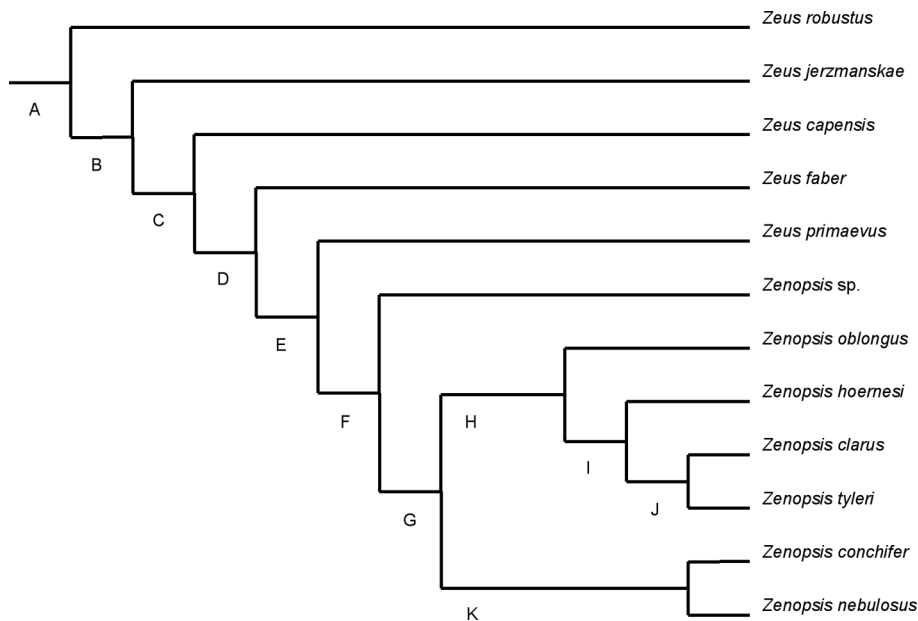 Zeus robustus
Zeus jerzmanskae
A
Zeus capensis
B
Zeus faber
C
Zeus primaevus
D
Zenopsis sp.
Zenopsis oblongus
E
Zenopsis hoernesi
F
H
Zenopsis clarus
I
Zenopsis tyleri
J
G
Zenopsis conchifer
Zenopsis nebulosus
K